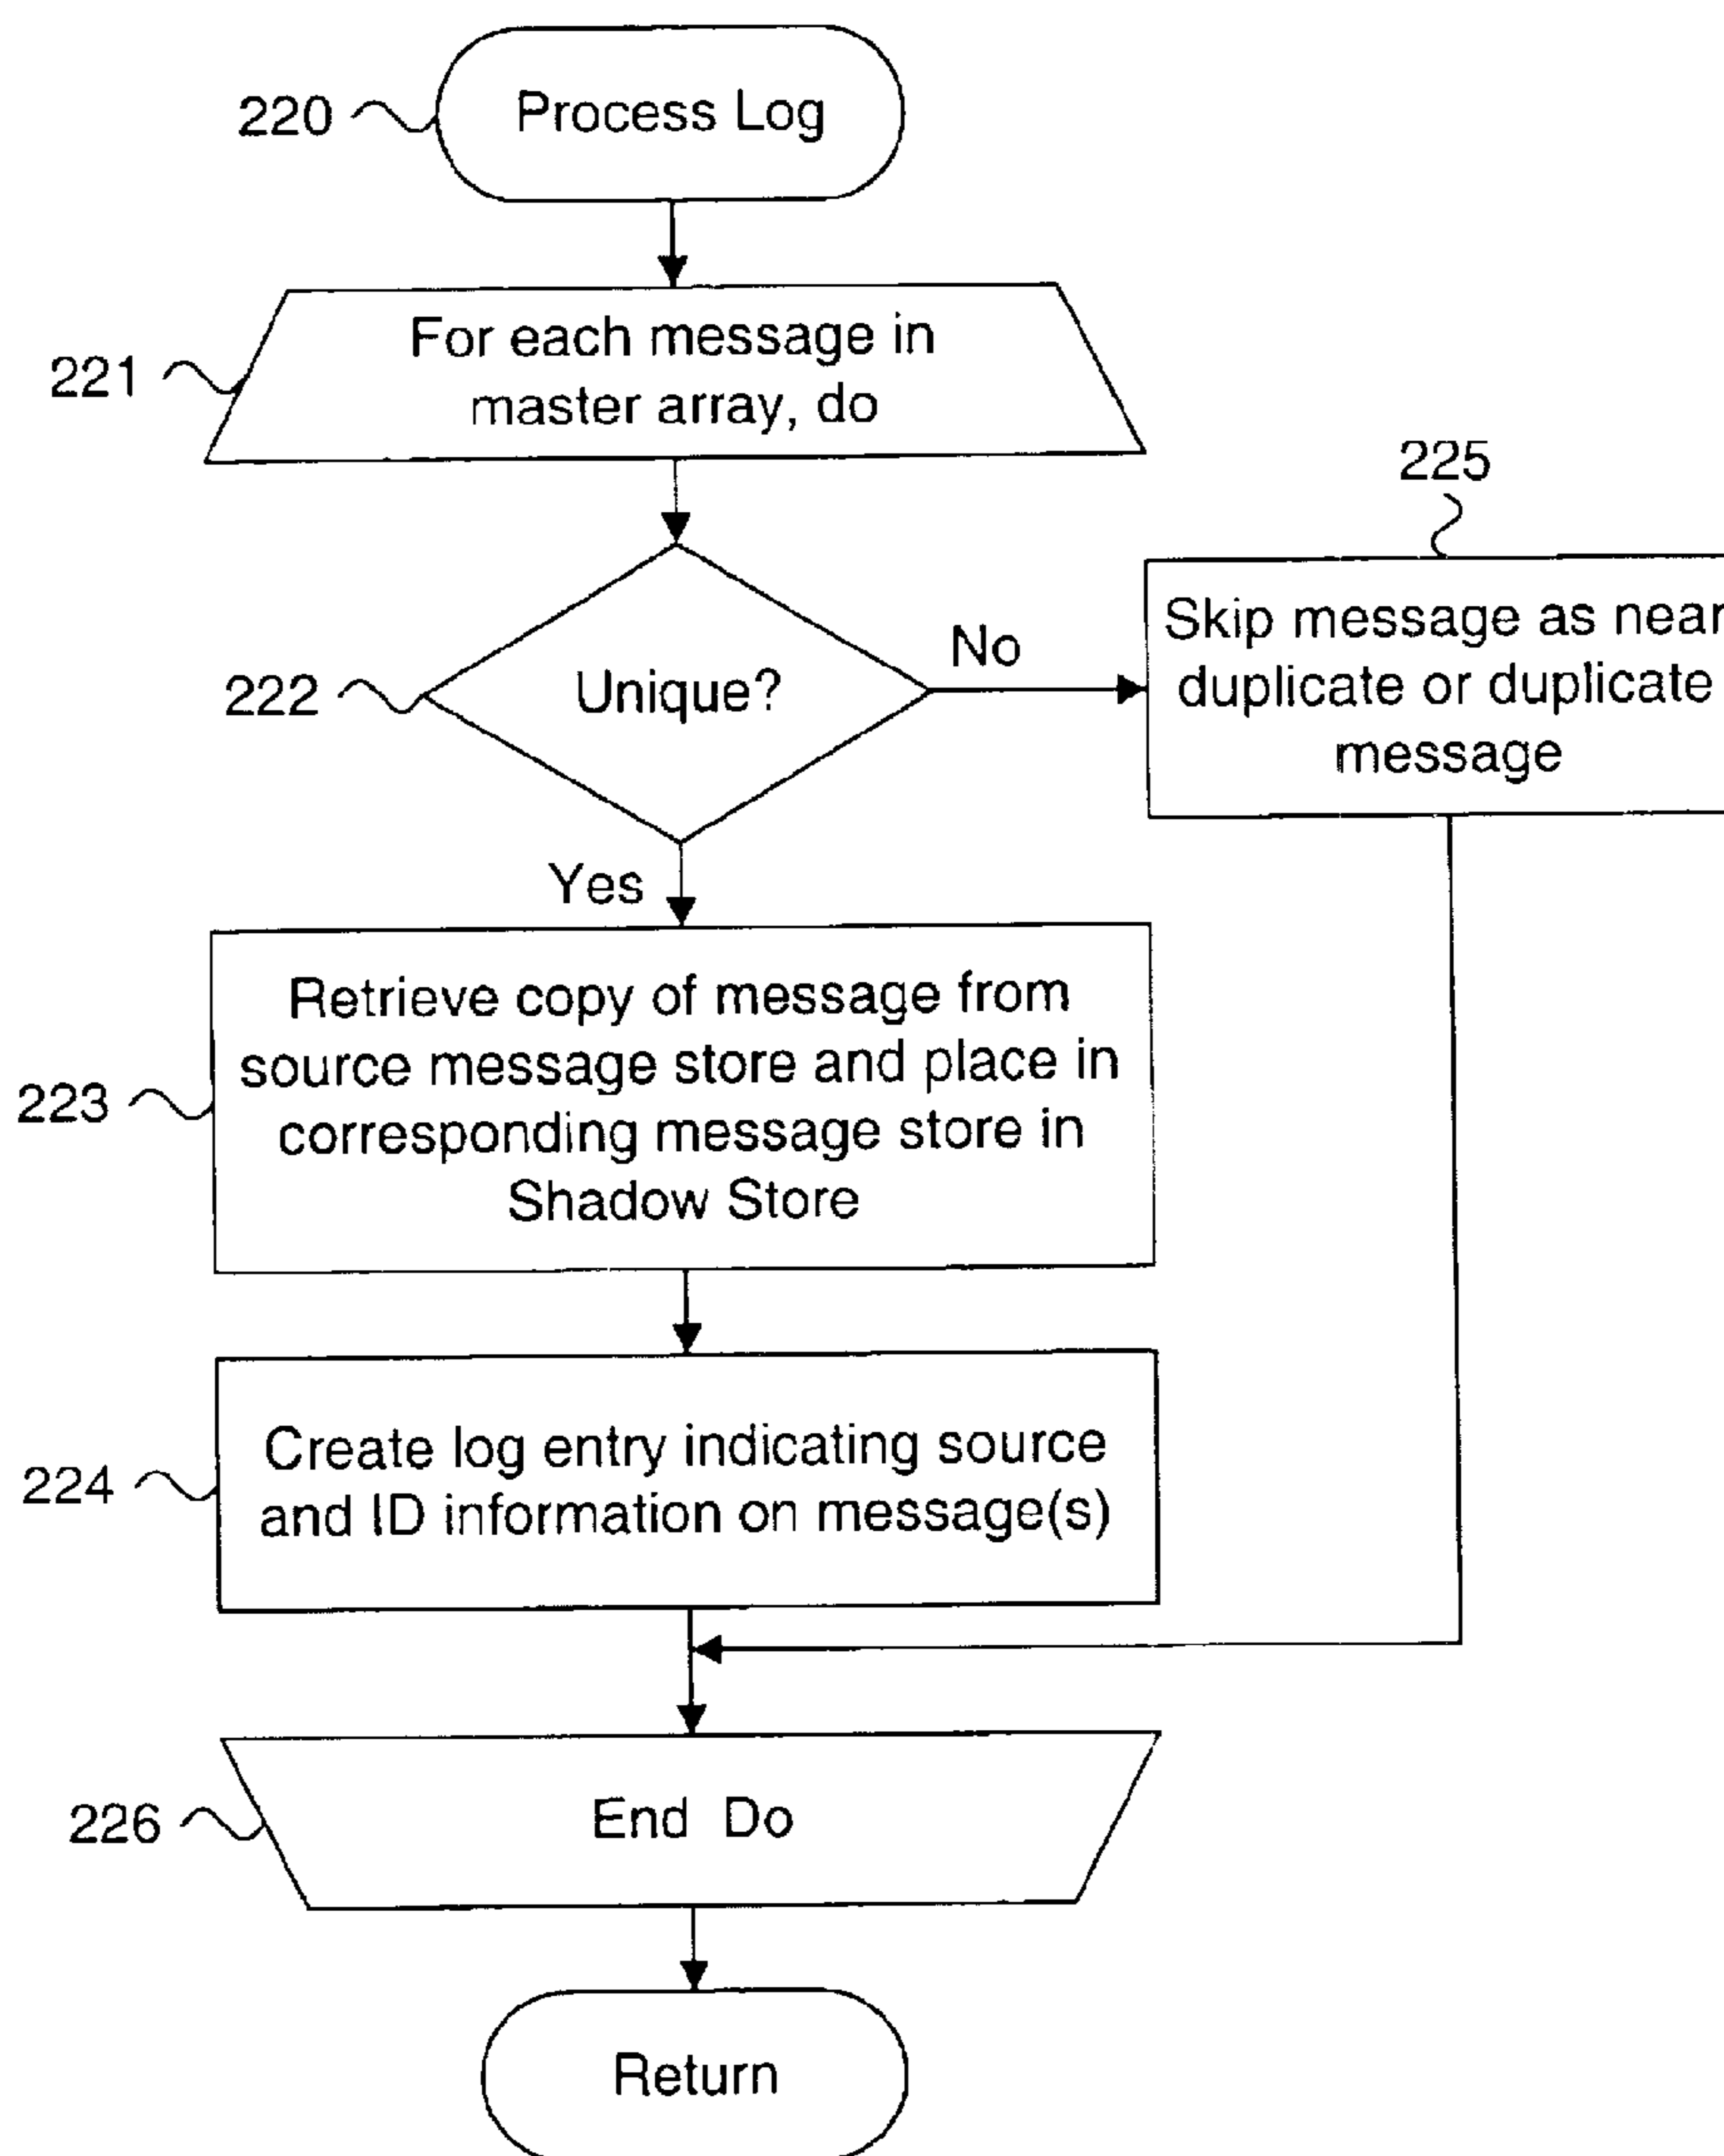 220
Process Log
221
For each message in
master array, do
225
222
Unique?
No
Skip message as near
duplicate or duplicate
message
Yes
223
Retrieve copy of message from
source message store and place in
corresponding message store in
Shadow Store
224
Create log entry indicating source
and ID information on message(s)
226
End Do
Return